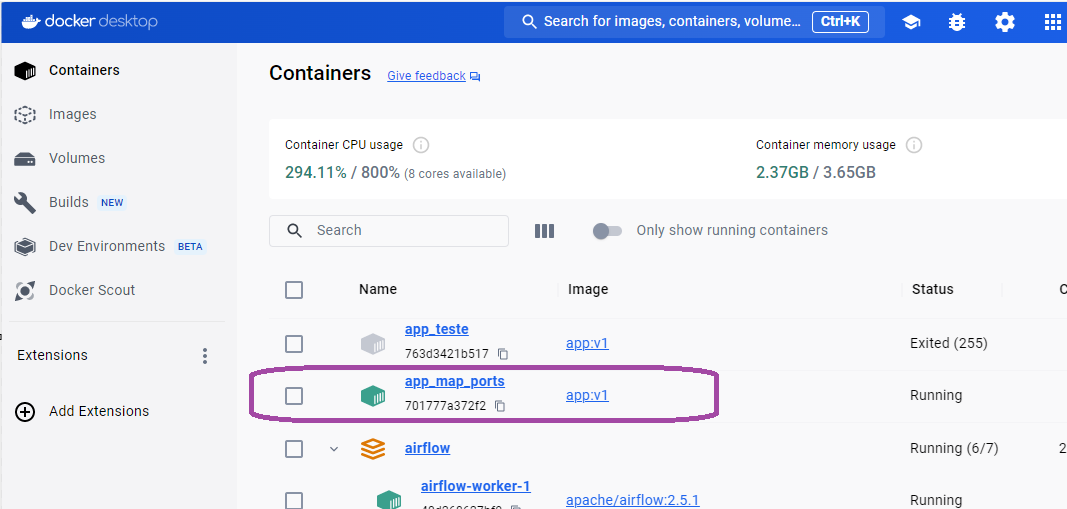 docker desktop
Search for images, containers, volume... Ctrl+K
Containers
Images
Volumes
Builds NEW
Dev Environments BETA
Docker Scout
Extensions
Add Extensions
Containers Give feedback
Container CPU usage
294.11% / 800% (8 cores available)
Container memory usage
2.37GB / 3.65GB
Search
Only show running containers
Name Image Status C
app_teste
763d3421b517
app:v1
Exited (255)
app_map_ports
701777a372f2
app:v1
Running
airflow
Running (6/7)
2
airflow-worker-1
apache/airflow:2.5.1
Running